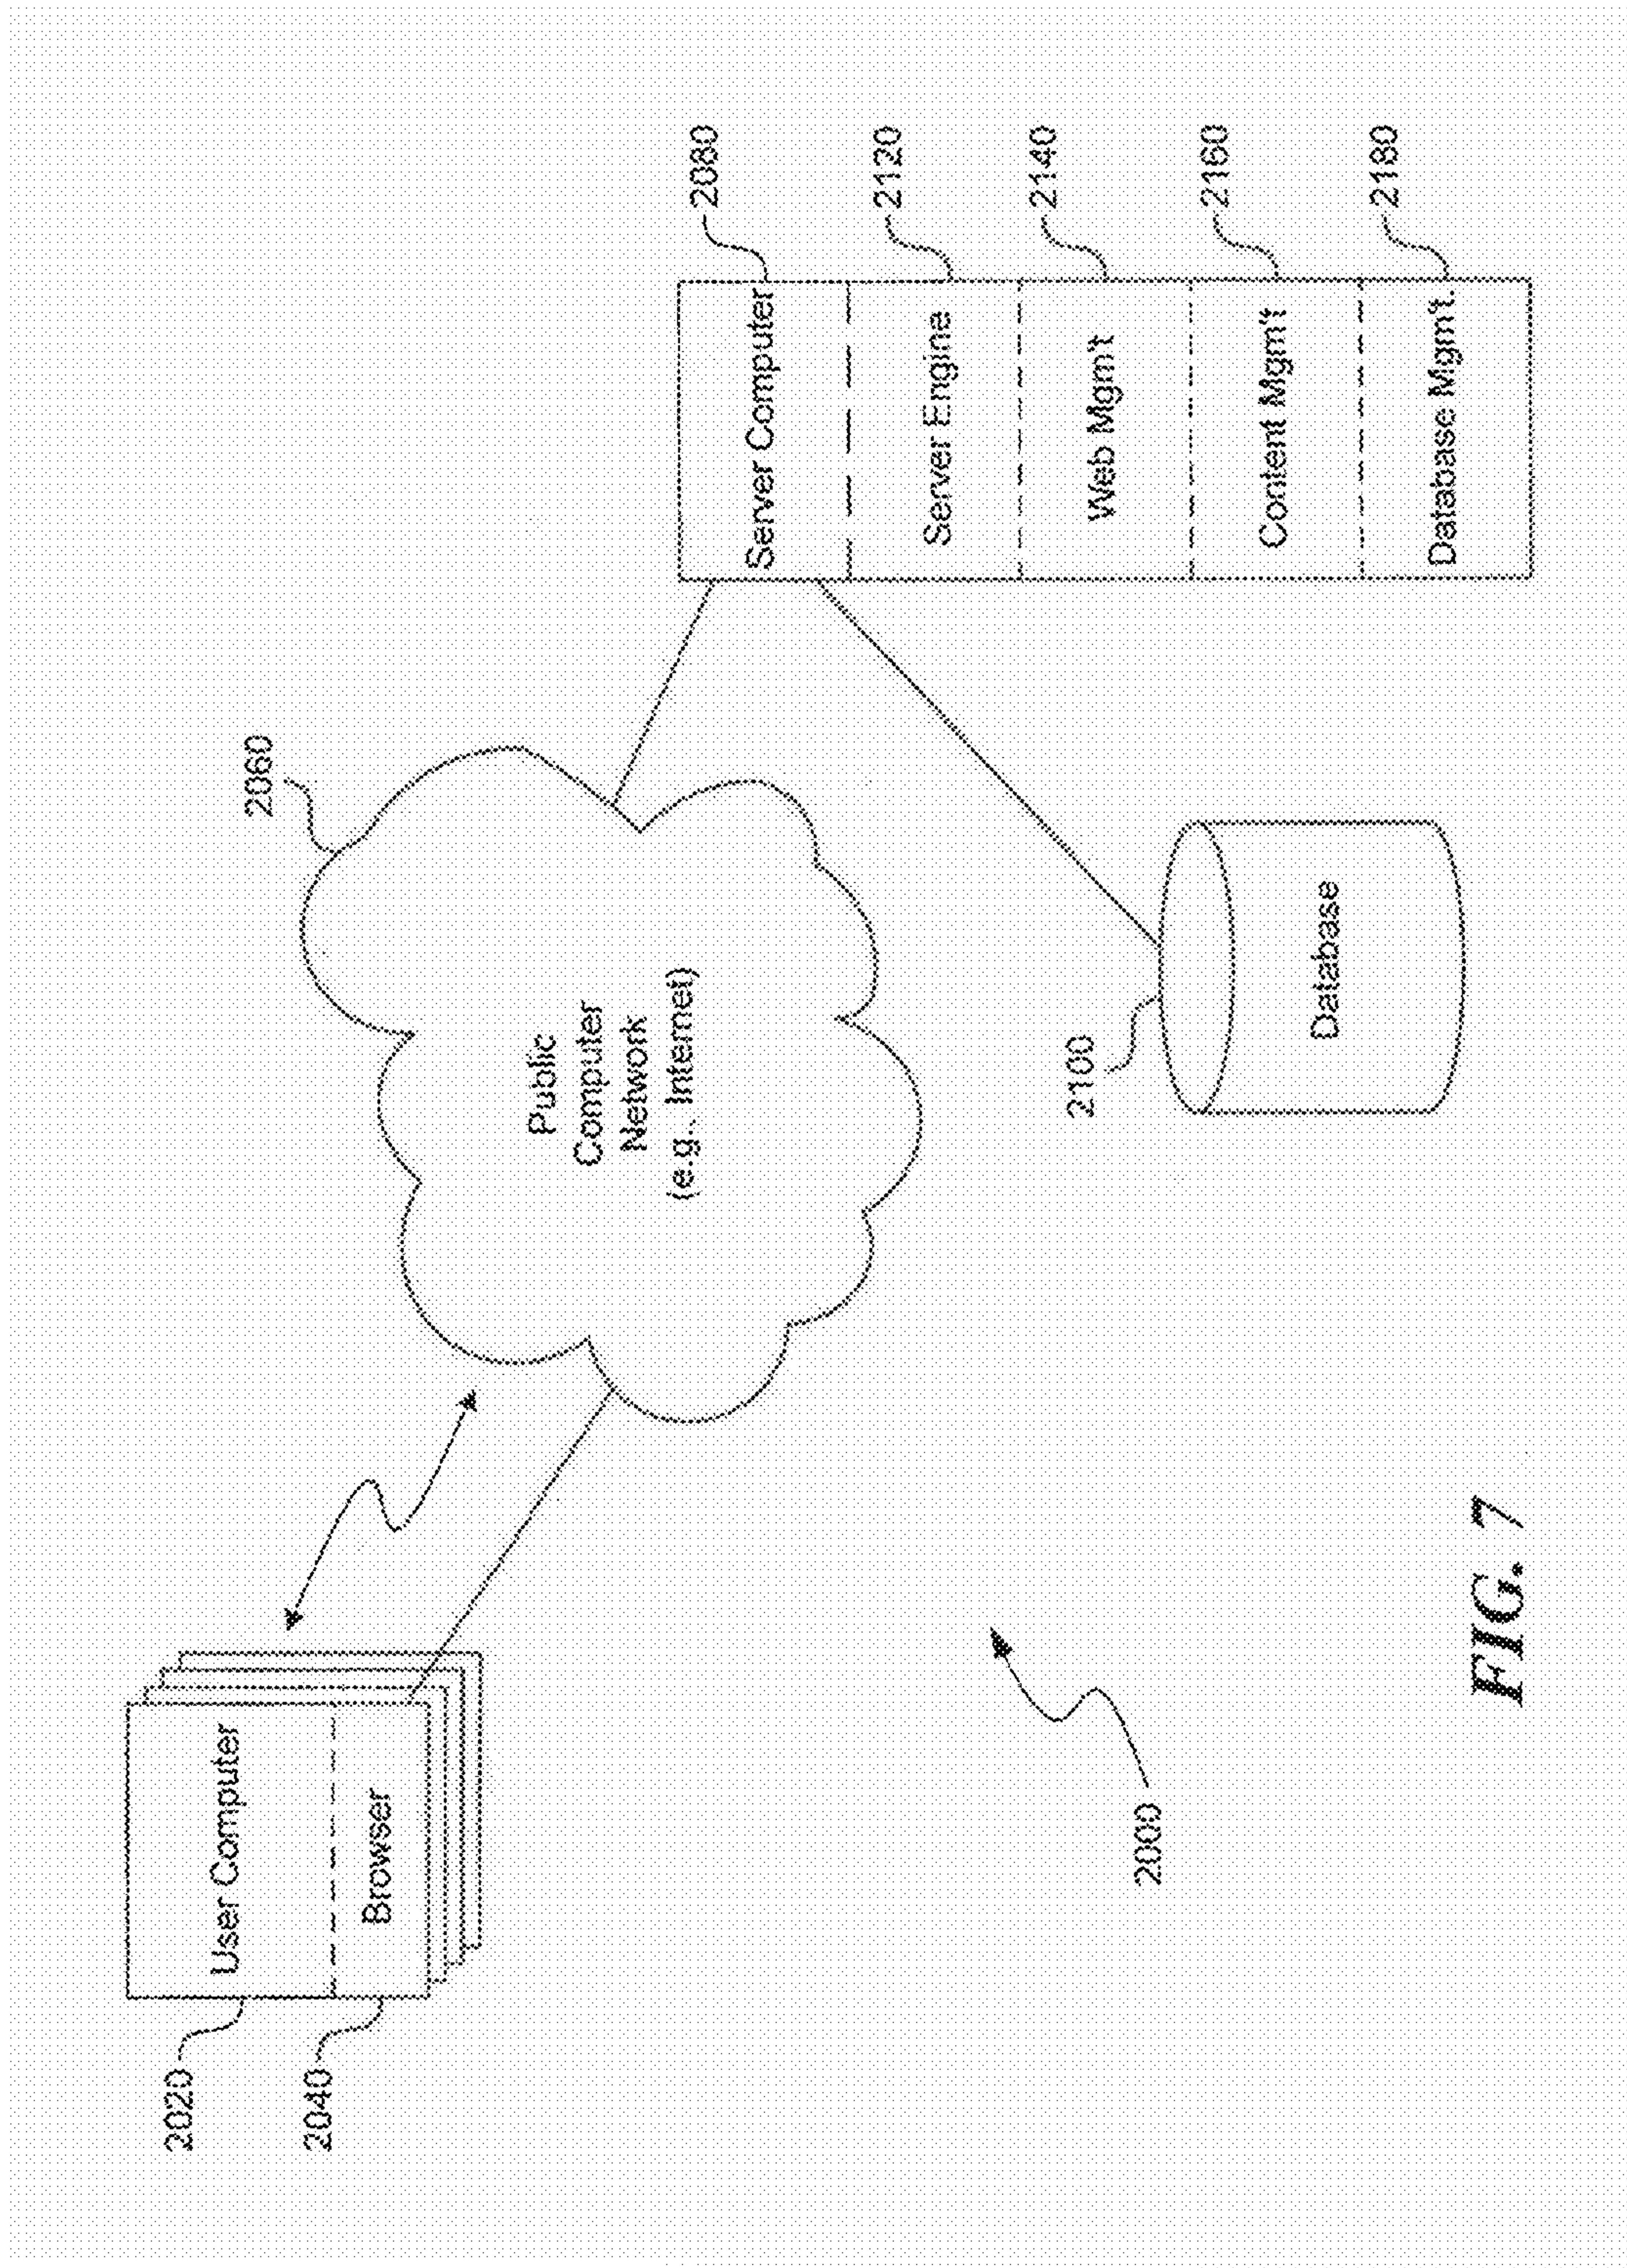 2020
User Computer
2040
Browser
2060
Public
Computer
Network
(e.g., Internet)
2080
Server Computer
2120
Server Engine
2140
Web Mgm't
2160
Content Mgm't
2180
Database Mgm't.
2100
Database
2000
FIG. 7